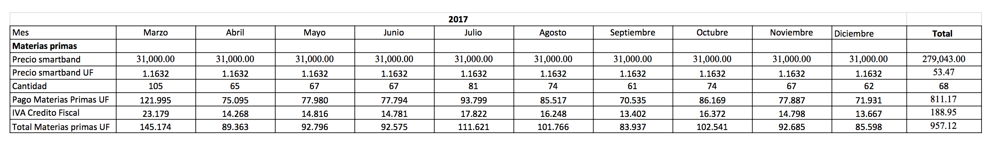 2017
Mes Marzo Abril Mayo Junio Julio Agosto Septiembre Octubre Noviembre Diciembre Total
Materias primas
Precio smartband 31,000.00 31,000.00 31,000.00 31,000.00 31,000.00 31,000.00 31,000.00 31,000.00 31,000.00 31,000.00 279,043.00
Precio smartband UF 1.1632 1.1632 1.1632 1.1632 1.1632 1.1632 1.1632 1.1632 1.1632 1.1632 53.47
Cantidad 105 65 67 67 81 74 61 74 67 62 68
Pago Materias Primas UF 121.995 75.095 77.980 77.794 93.799 85.517 70.535 86.169 77.887 71.931 811.17
IVA Credito Fiscal 23.179 14.268 14.816 14.781 17.822 16.248 13.402 16.372 14.798 13.667 188.95
Total Materias primas UF 145.174 89.363 92.796 92.575 111.621 101.766 83.937 102.541 92.685 85.598 957.12